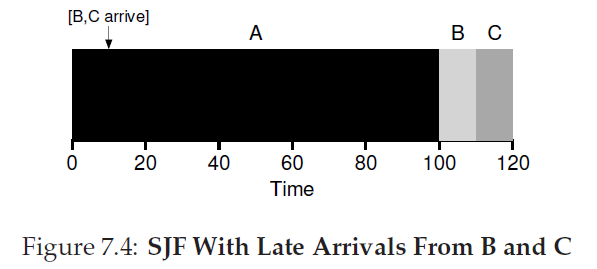 [B,C arrive]
A B C
0 20 40 60 80 100 120
Time
Figure 7.4: SJF With Late Arrivals From B and C